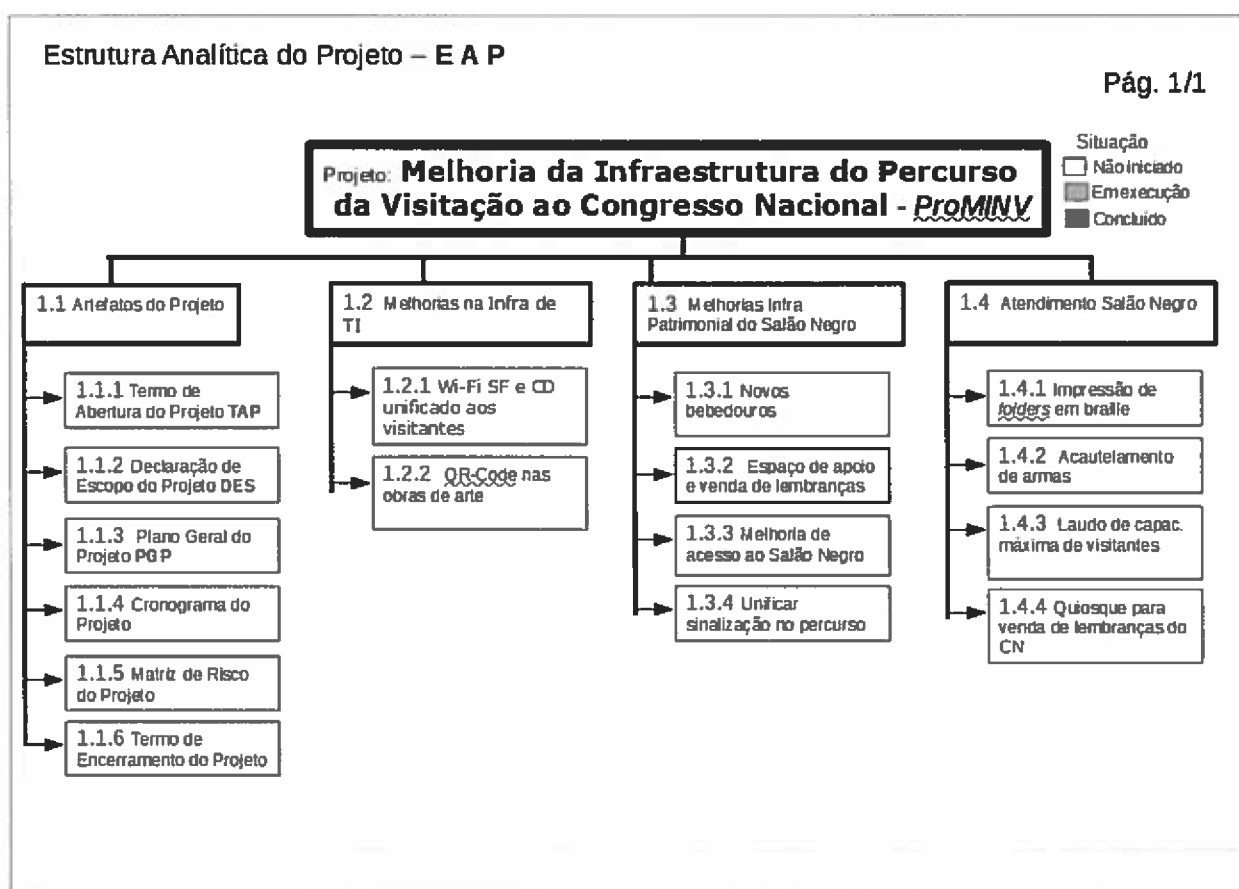 Estrutura Analítica do Projeto – E A P
Pág. 1/1
Situação
Não iniciado
Em execução
Concluído
Projeto: Melhoria da Infraestrutura do Percurso
da Visitação ao Congresso Nacional - ProMINV
1.1 Artefatos do Projeto
1.1.1 Termo de
Abertura do Projeto TAP
1.1.2 Declaração de
Escopo do Projeto DES
1.1.3 Plano Geral do
Projeto PGP
1.1.4 Cronograma do
Projeto
1.1.5 Matriz de Risco
do Projeto
1.1.6 Termo de
Encerramento do Projeto
1.2 Melhorias na Infra de
TI
1.2.1 Wi-Fi SF e CD
unificado aos
visitantes
1.2.2 QR-Code nas
obras de arte
1.3 Melhorias Infra
Patrimonial do Salão Negro
1.3.1 Novos
bebedouros
1.3.2 Espaço de apoio
e venda de lembranças
1.3.3 Melhoria de
acesso ao Salão Negro
1.3.4 Unificar
sinalização no percurso
1.4 Atendimento Salão Negro
1.4.1 Impressão de
folders em braille
1.4.2 Acautelamento
de armas
1.4.3 Laudo de capac.
máxima de visitantes
1.4.4 Quiosque para
venda de lembranças do
CN